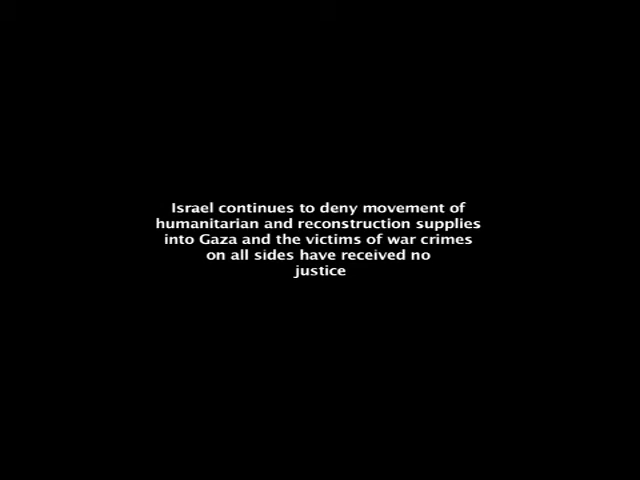 Israel continues to deny movement of
humanitarian and reconstruction supplies
into Gaza and the victims of war crimes
on all sides have received no
justice